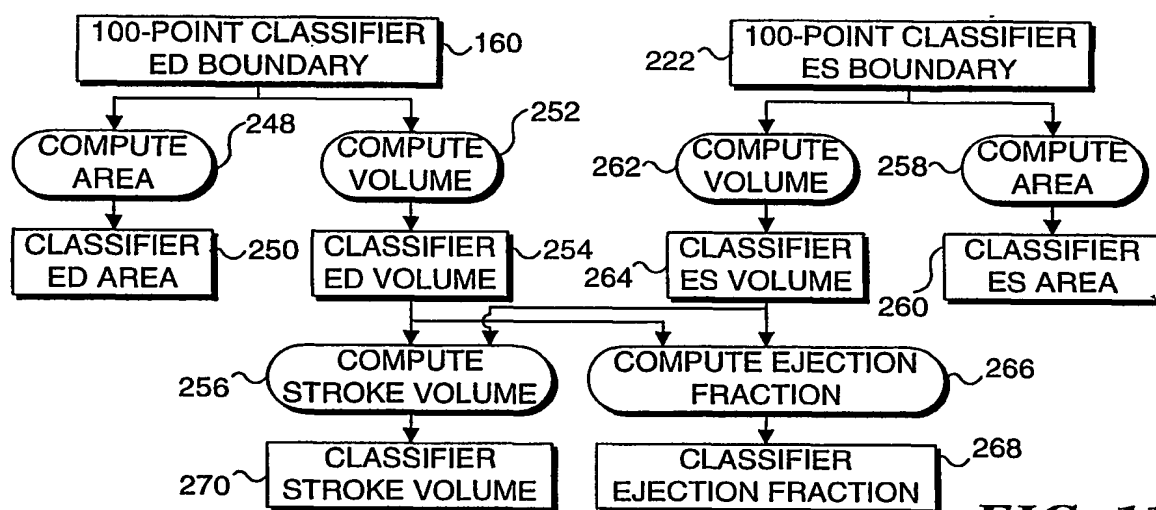 100-POINT CLASSIFIER
ED BOUNDARY
160
222
100-POINT CLASSIFIER
ES BOUNDARY
COMPUTE
AREA
248
COMPUTE
VOLUME
252
262
COMPUTE
VOLUME
258
COMPUTE
AREA
CLASSIFIER
ED AREA
250
CLASSIFIER
ED VOLUME
254
264
CLASSIFIER
ES VOLUME
260
CLASSIFIER
ES AREA
256
COMPUTE
STROKE VOLUME
COMPUTE EJECTION
FRACTION
266
270
CLASSIFIER
STROKE VOLUME
CLASSIFIER
EJECTION FRACTION
268